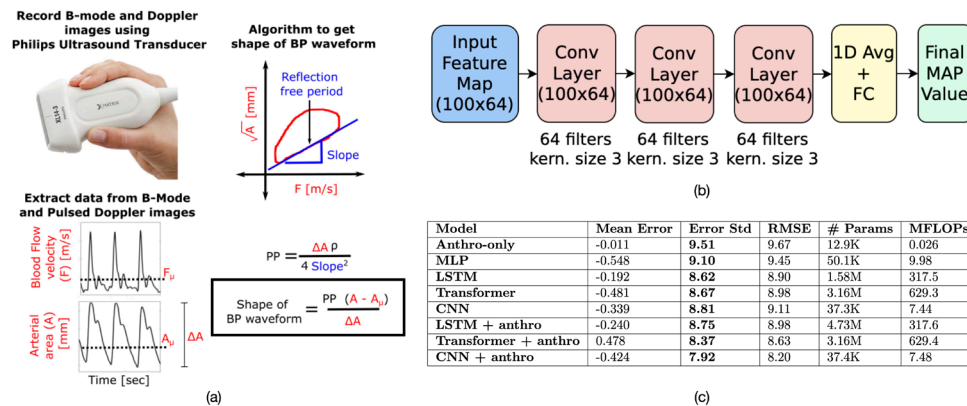 Record B-mode and Doppler
images using
Philips Ultrasound Transducer
Algorithm to get
shape of BP waveform
Reflection
free period
√A [mm]
Slope
F [m/s]
Extract data from B-Mode
and Pulsed Doppler images
Blood Flow
velocity
(F) [m/s]
Fμ
Arterial
area (A)
[mm]
Aμ
ΔA
Time [sec]
PP = ΔA ρ / 4 Slope²
Shape of
BP waveform = PP (A - Aμ) / ΔA
(a)
Input
Feature
Map
(100x64)
Conv
Layer
(100x64)
Conv
Layer
(100x64)
Conv
Layer
(100x64)
1D Avg
+
FC
Final
MAP
Value
64 filters
kern. size 3
64 filters
kern. size 3
64 filters
kern. size 3
(b)
Model Mean Error Error Std RMSE # Params MFLOPs
Anthro-only -0.011 9.51 9.67 12.9K 0.026
MLP -0.548 9.10 9.45 50.1K 9.98
LSTM -0.192 8.62 8.90 1.58M 317.5
Transformer -0.481 8.67 8.98 3.16M 629.3
CNN -0.339 8.81 9.11 37.3K 7.44
LSTM + anthro -0.240 8.75 8.98 4.73M 317.6
Transformer + anthro 0.478 8.37 8.63 3.16M 629.4
CNN + anthro -0.424 7.92 8.20 37.4K 7.48
(c)